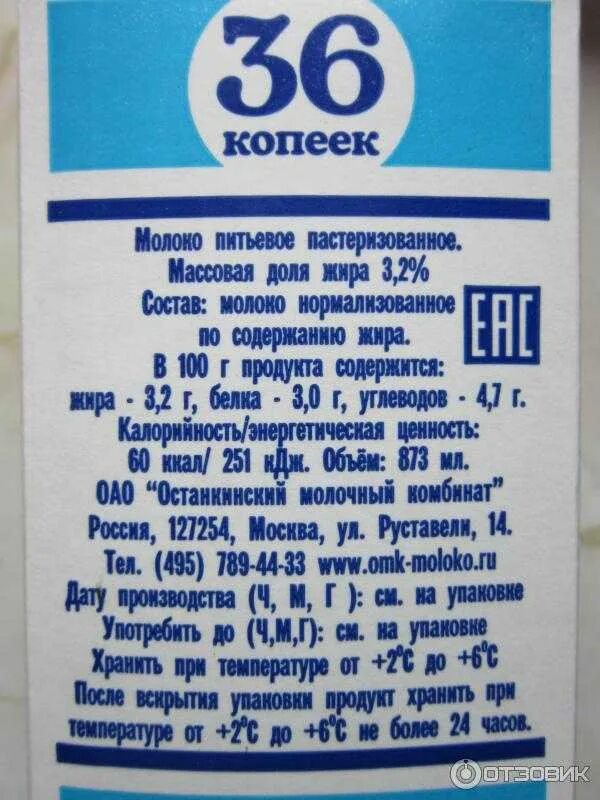 36
копеек
Молоко питьевое пастеризованное.
Массовая доля жира 3,2%
Состав: молоко нормализованное
по содержанию жира.
ЕАС
В 100 г продукта содержится:
жира - 3,2 г, белка - 3,0 г, углеводов - 4,7 г.
Калорийность/энергетическая ценность:
60 ккал/ 251 кДж. Объём: 873 мл.
ОАО "Останкинский молочный комбинат"
Россия, 127254, Москва, ул. Руставели, 14.
Тел. (495) 789-44-33 www.omk-moloko.ru
Дату производства (Ч, М, Г ): см. на упаковке
Употребить до (Ч,М,Г): см. на упаковке
Хранить при температуре от +2°С до +6°С
После вскрытия упаковки продукт хранить при
температуре от +2°С до +6°С не более 24 часов.
ОТЗОВИК